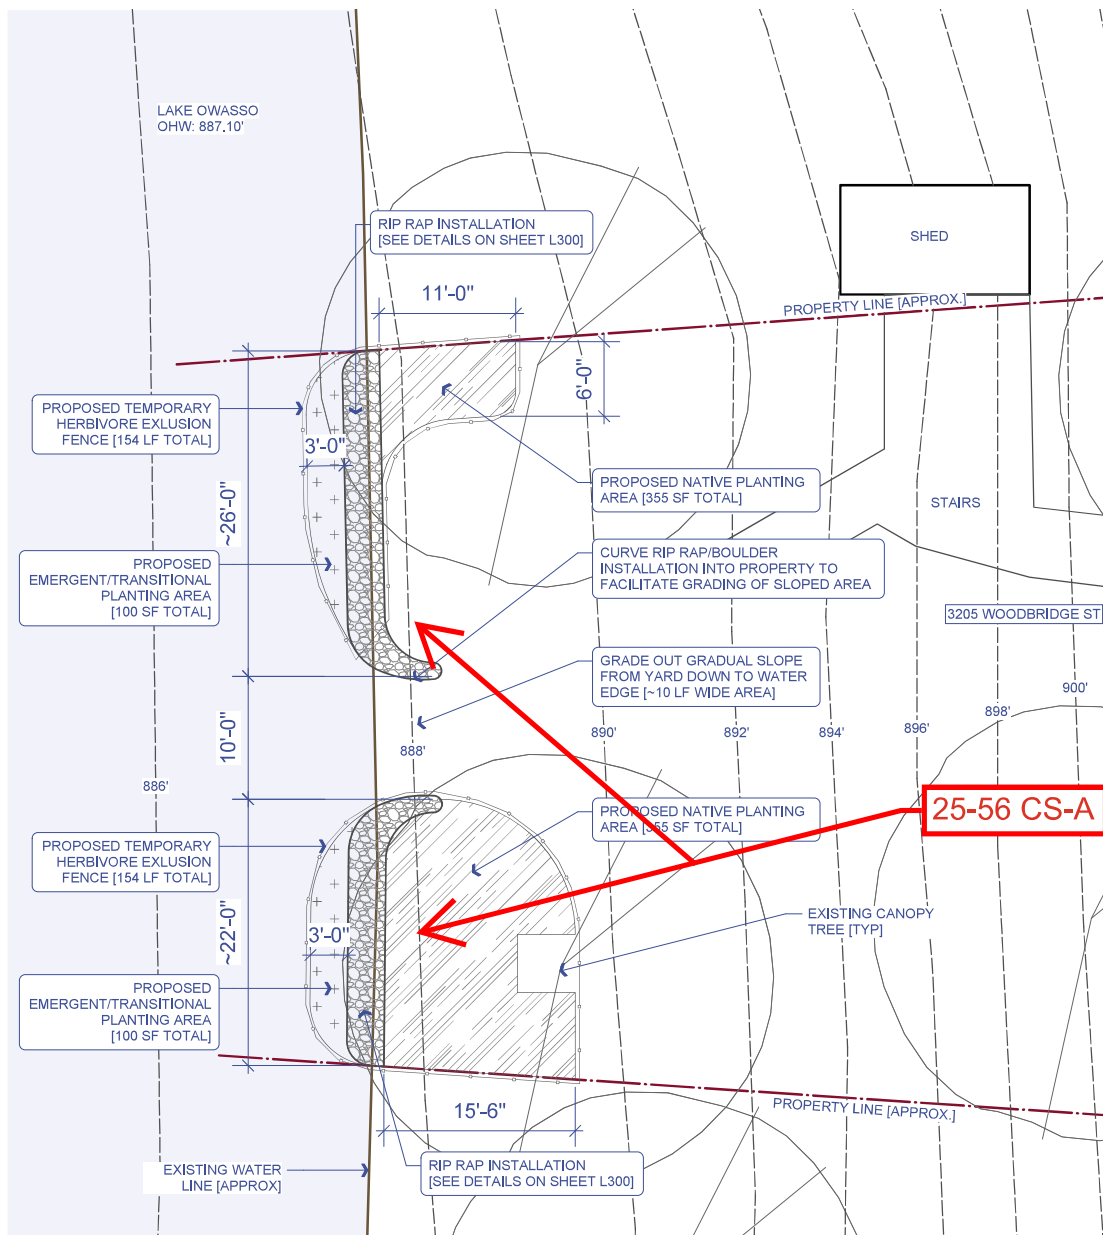 LAKE OWASSO
OHW: 887.10'
RIP RAP INSTALLATION
[SEE DETAILS ON SHEET L300]
SHED
11'-0"
PROPERTY LINE [APPROX.]
6'-0"
PROPOSED TEMPORARY
HERBIVORE EXLUSION
FENCE [154 LF TOTAL]
3'-0"
~26'-0"
PROPOSED NATIVE PLANTING
AREA [355 SF TOTAL]
STAIRS
PROPOSED
EMERGENT/TRANSITIONAL
PLANTING AREA
[100 SF TOTAL]
CURVE RIP RAP/BOULDER
INSTALLATION INTO PROPERTY TO
FACILITATE GRADING OF SLOPED AREA
3205 WOODBRIDGE ST
GRADE OUT GRADUAL SLOPE
FROM YARD DOWN TO WATER
EDGE [~10 LF WIDE AREA]
10'-0"
886'
888'
890'
892'
894'
896'
898'
900'
25-56 CS-A
PROPOSED NATIVE PLANTING
AREA [355 SF TOTAL]
PROPOSED TEMPORARY
HERBIVORE EXLUSION
FENCE [154 LF TOTAL]
~22'-0"
3'-0"
EXISTING CANOPY
TREE [TYP]
PROPOSED
EMERGENT/TRANSITIONAL
PLANTING AREA
[100 SF TOTAL]
15'-6"
PROPERTY LINE [APPROX.]
EXISTING WATER
LINE [APPROX]
RIP RAP INSTALLATION
[SEE DETAILS ON SHEET L300]